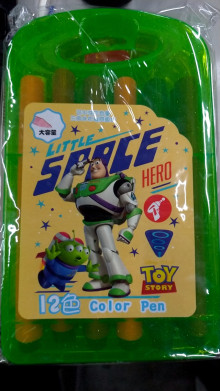 大容量
LITTLE
SPACE
HERO
TOY
STORY
12色 Color Pen